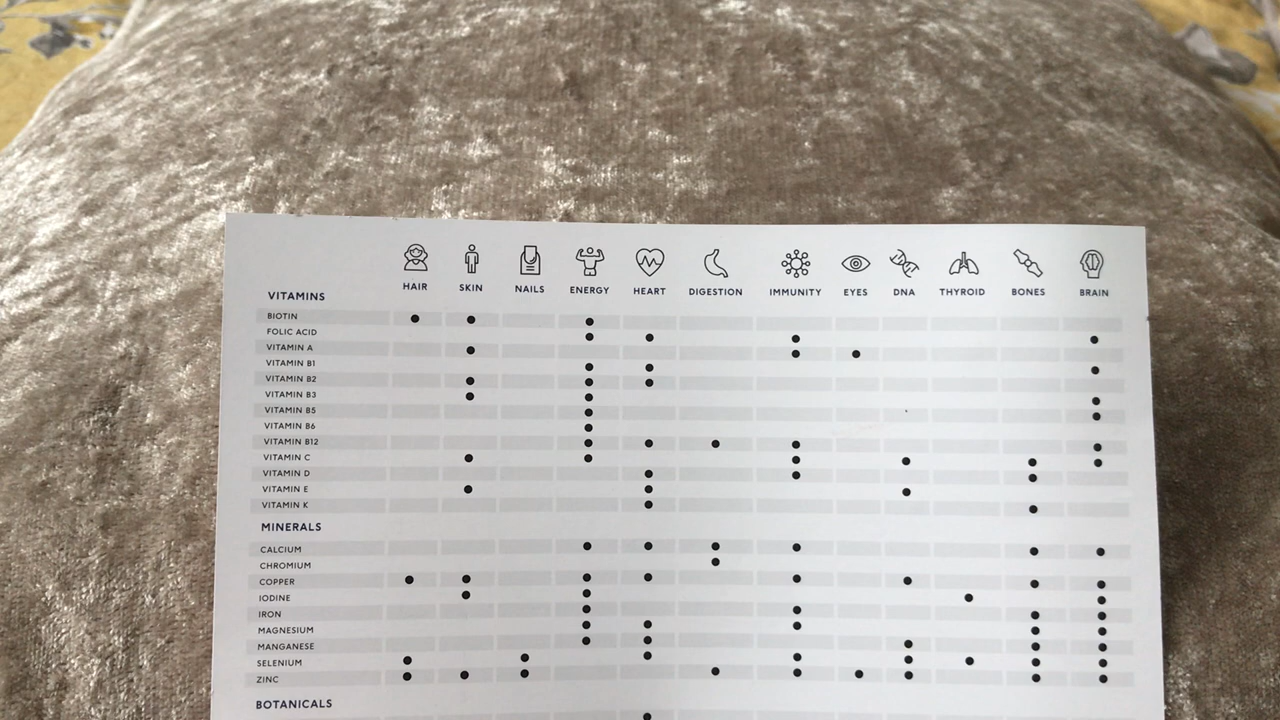 VITAMINS HAIR SKIN NAILS ENERGY HEART DIGESTION IMMUNITY EYES DNA THYROID BONES BRAIN
BIOTIN
FOLIC ACID
VITAMIN A
VITAMIN B1
VITAMIN B2
VITAMIN B3
VITAMIN B5
VITAMIN B6
VITAMIN B12
VITAMIN C
VITAMIN D
VITAMIN E
VITAMIN K
MINERALS
CALCIUM
CHROMIUM
COPPER
IODINE
IRON
MAGNESIUM
MANGANESE
SELENIUM
ZINC
BOTANICALS